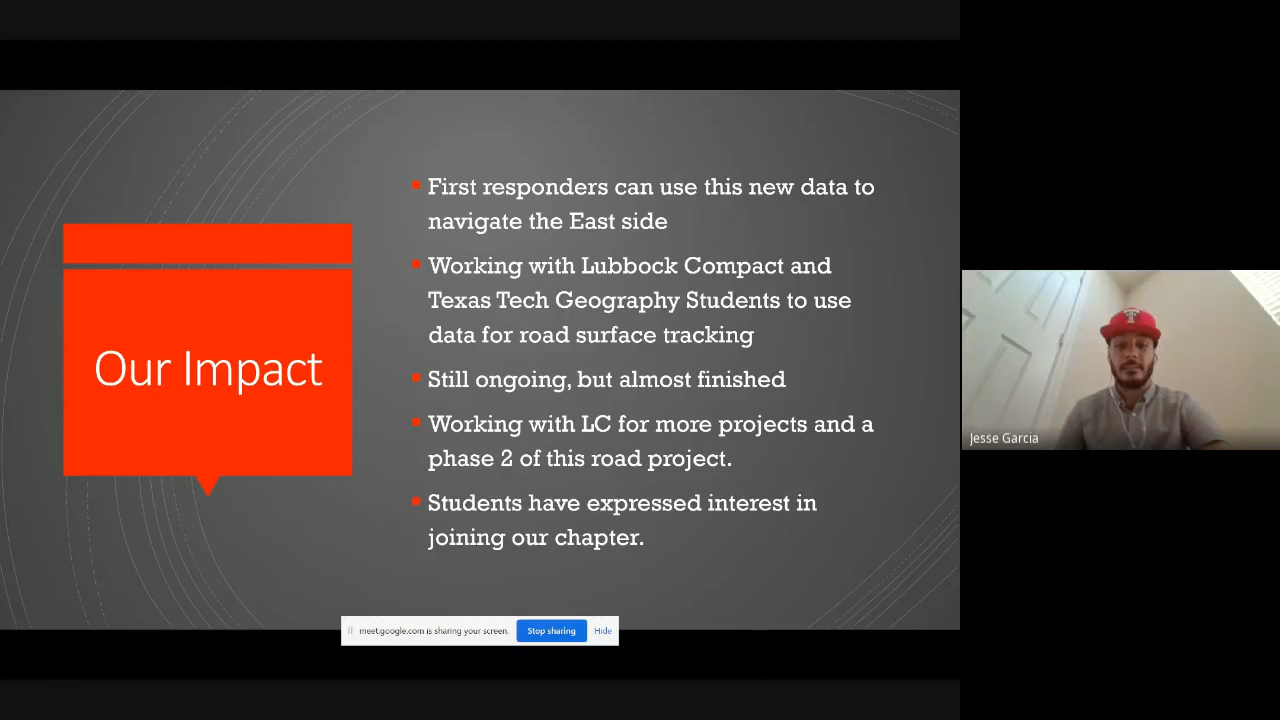 Our Impact
First responders can use this new data to
navigate the East side
Working with Lubbock Compact and
Texas Tech Geography Students to use
data for road surface tracking
Still ongoing, but almost finished
Working with LC for more projects and a
phase 2 of this road project.
Students have expressed interest in
joining our chapter.
meet.google.com is sharing your screen. Stop sharing Hide
Jesse Garcia